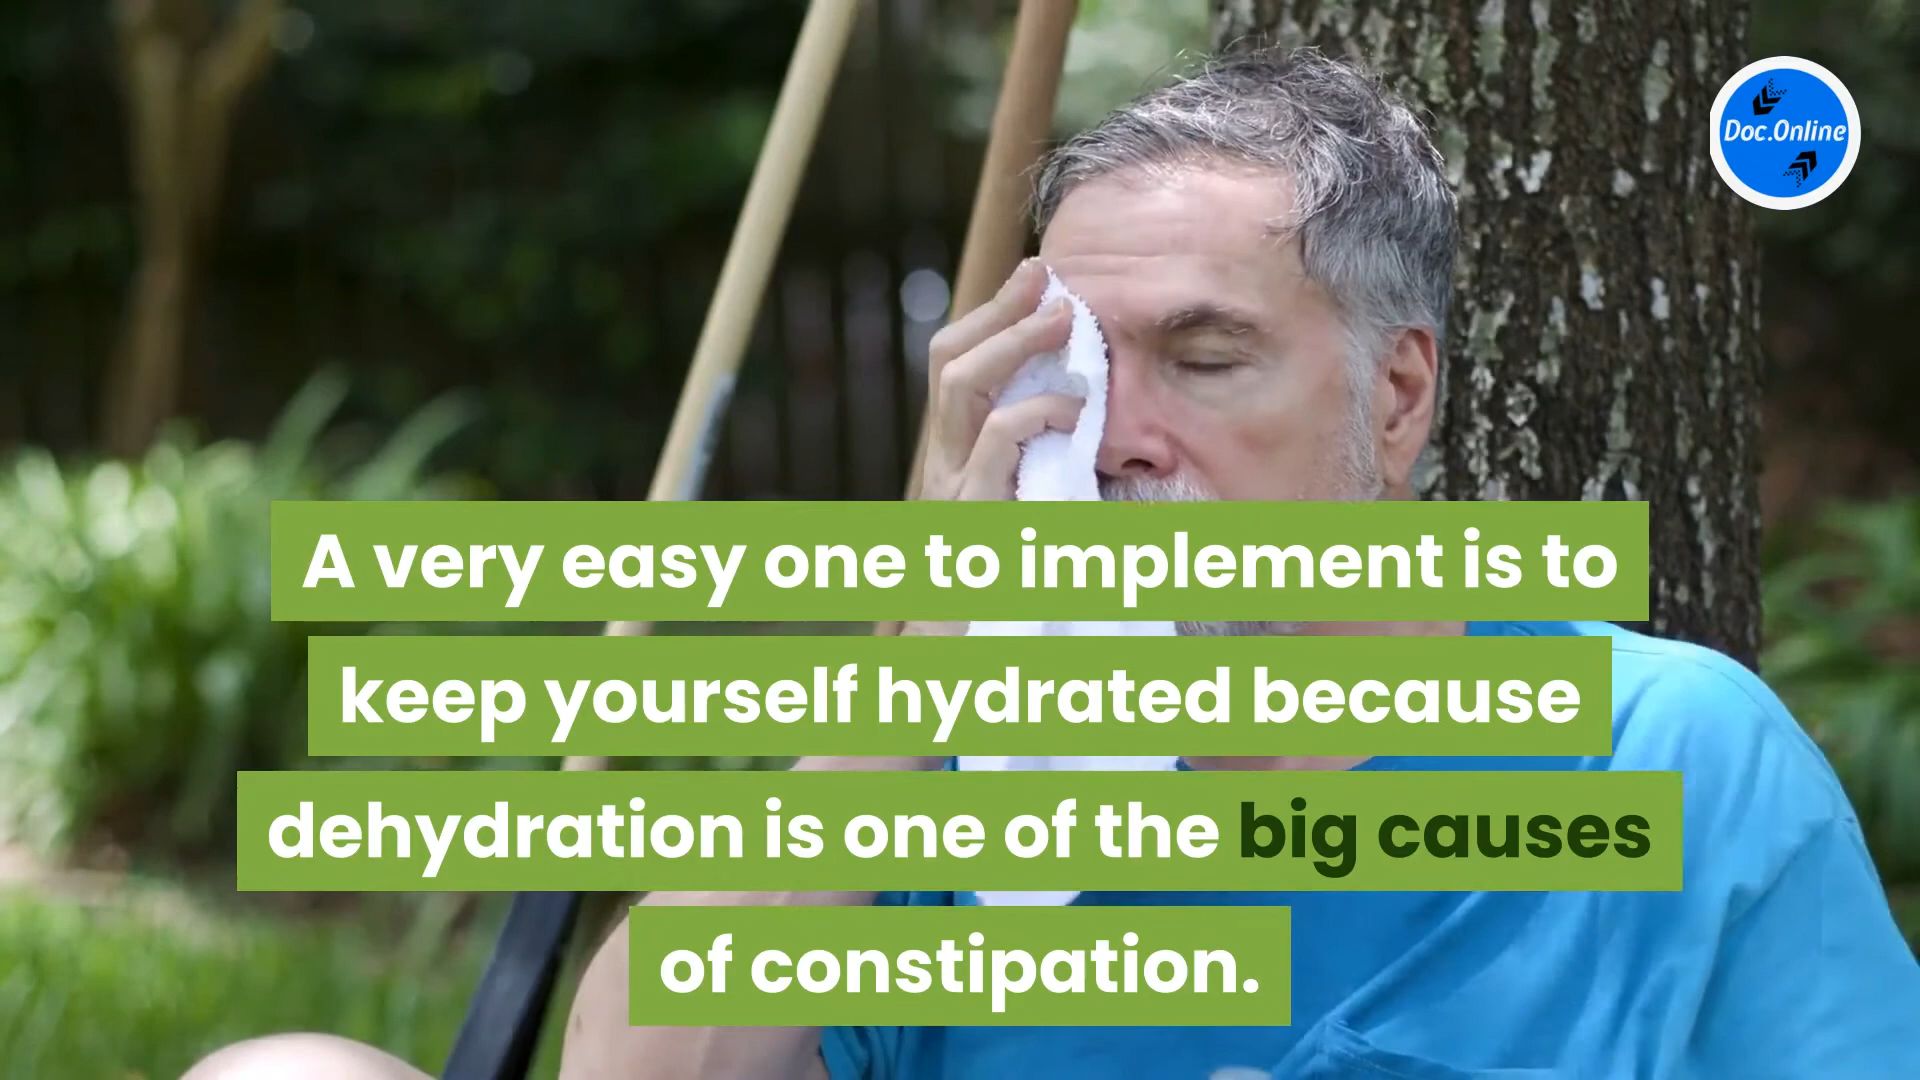 Doc.Online
A very easy one to implement is to
keep yourself hydrated because
dehydration is one of the big causes
of constipation.